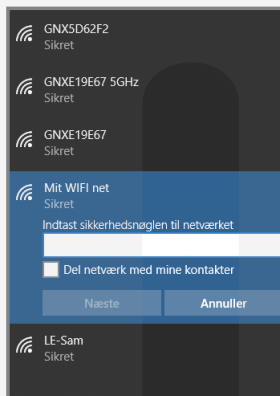 GNX5D62F2
Sikret
GNXE19E67 5GHz
Sikret
GNXE19E67
Sikret
Mit WIFI net
Sikret
Indtast sikkerhedsnøglen til netværket
Del netværk med mine kontakter
Næste Annuller
LE-Sam
Sikret